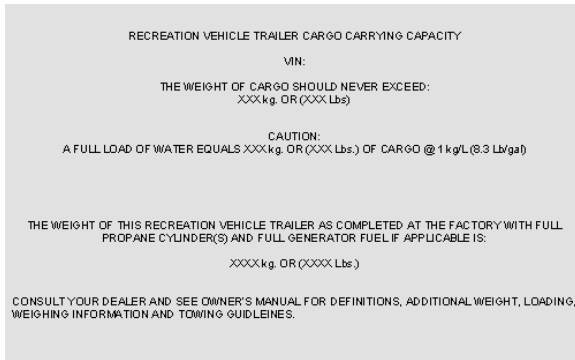 RECREATION VEHICLE TRAILER CARGO CARRYING CAPACITY
VIN:
THE WEIGHT OF CARGO SHOULD NEVER EXCEED:
XXX kg. OR (XXX Lbs)
CAUTION:
A FULL LOAD OF WATER EQUALS XXX kg. OR (XXX Lbs.) OF CARGO @ 1 kg/L (8.3 Lb/gal)
THE WEIGHT OF THIS RECREATION VEHICLE TRAILER AS COMPLETED AT THE FACTORY WITH FULL
PROPANE CYLINDER(S) AND FULL GENERATOR FUEL IF APPLICABLE IS:
XXXX kg. OR (XXXX Lbs.)
CONSULT YOUR DEALER AND SEE OWNER'S MANUAL FOR DEFINITIONS, ADDITIONAL WEIGHT, LOADING,
WEIGHING INFORMATION AND TOWING GUIDLEINES.